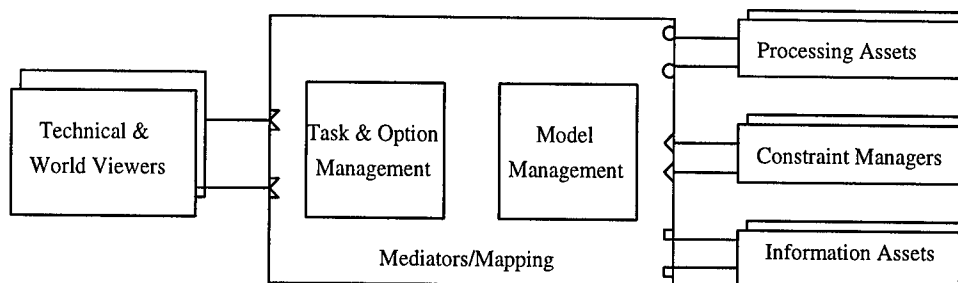 Technical &
World Viewers
Task & Option
Management
Model
Management
Mediators/Mapping
Processing Assets
Constraint Managers
Information Assets